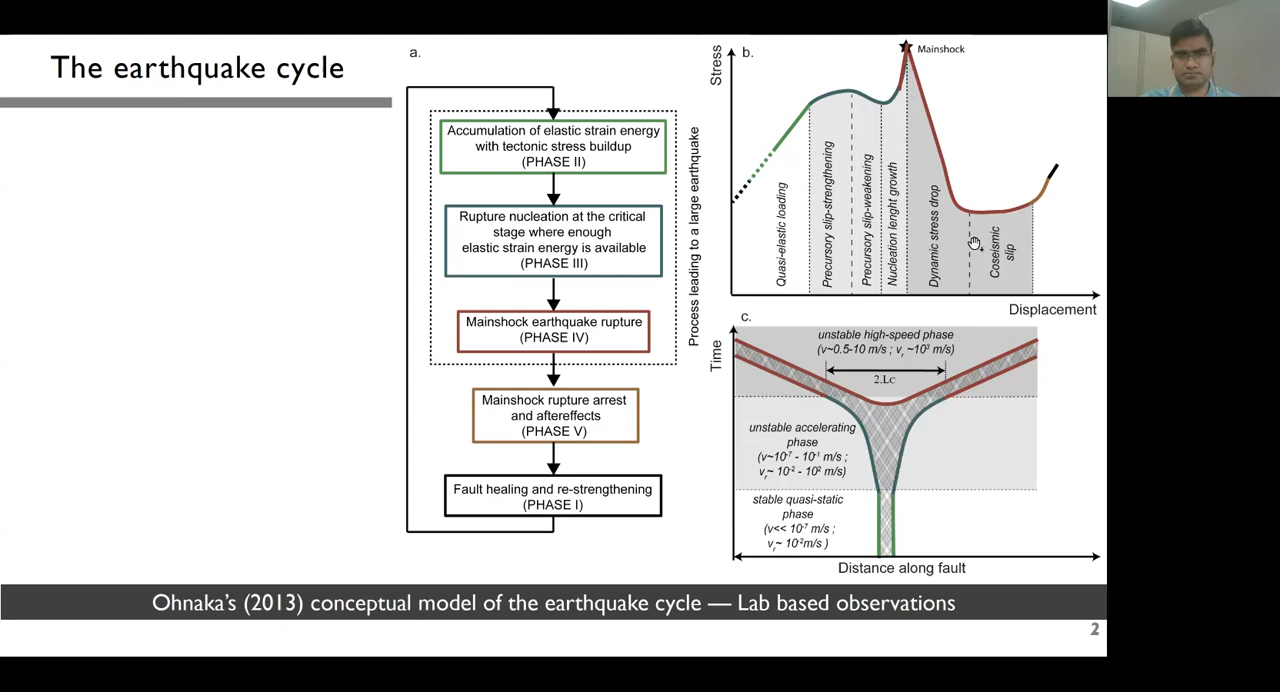 The earthquake cycle
a.
Accumulation of elastic strain energy
with tectonic stress buildup
(PHASE II)
Rupture nucleation at the critical
stage where enough
elastic strain energy is available
(PHASE III)
Mainshock earthquake rupture
(PHASE IV)
Mainshock rupture arrest
and aftereffects
(PHASE V)
Fault healing and re-strengthening
(PHASE I)
Process leading to a large earthquake
b.
Stress
Mainshock
Quasi-elastic loading
Precursory slip-strengthening
Precursory slip-weakening
Nucleation lenght growth
Dynamic stress drop
Coseismic
slip
Displacement
c.
Time
unstable high-speed phase
(v~0.5-10 m/s ; vr ~10³ m/s)
2.Lc
unstable accelerating
phase
(v~10⁻⁷ - 10⁻¹ m/s ;
vr~ 10⁻² - 10² m/s)
stable quasi-static
phase
(v<< 10⁻⁷ m/s ;
vr~ 10⁻²m/s )
Distance along fault
Ohnaka's (2013) conceptual model of the earthquake cycle — Lab based observations
2